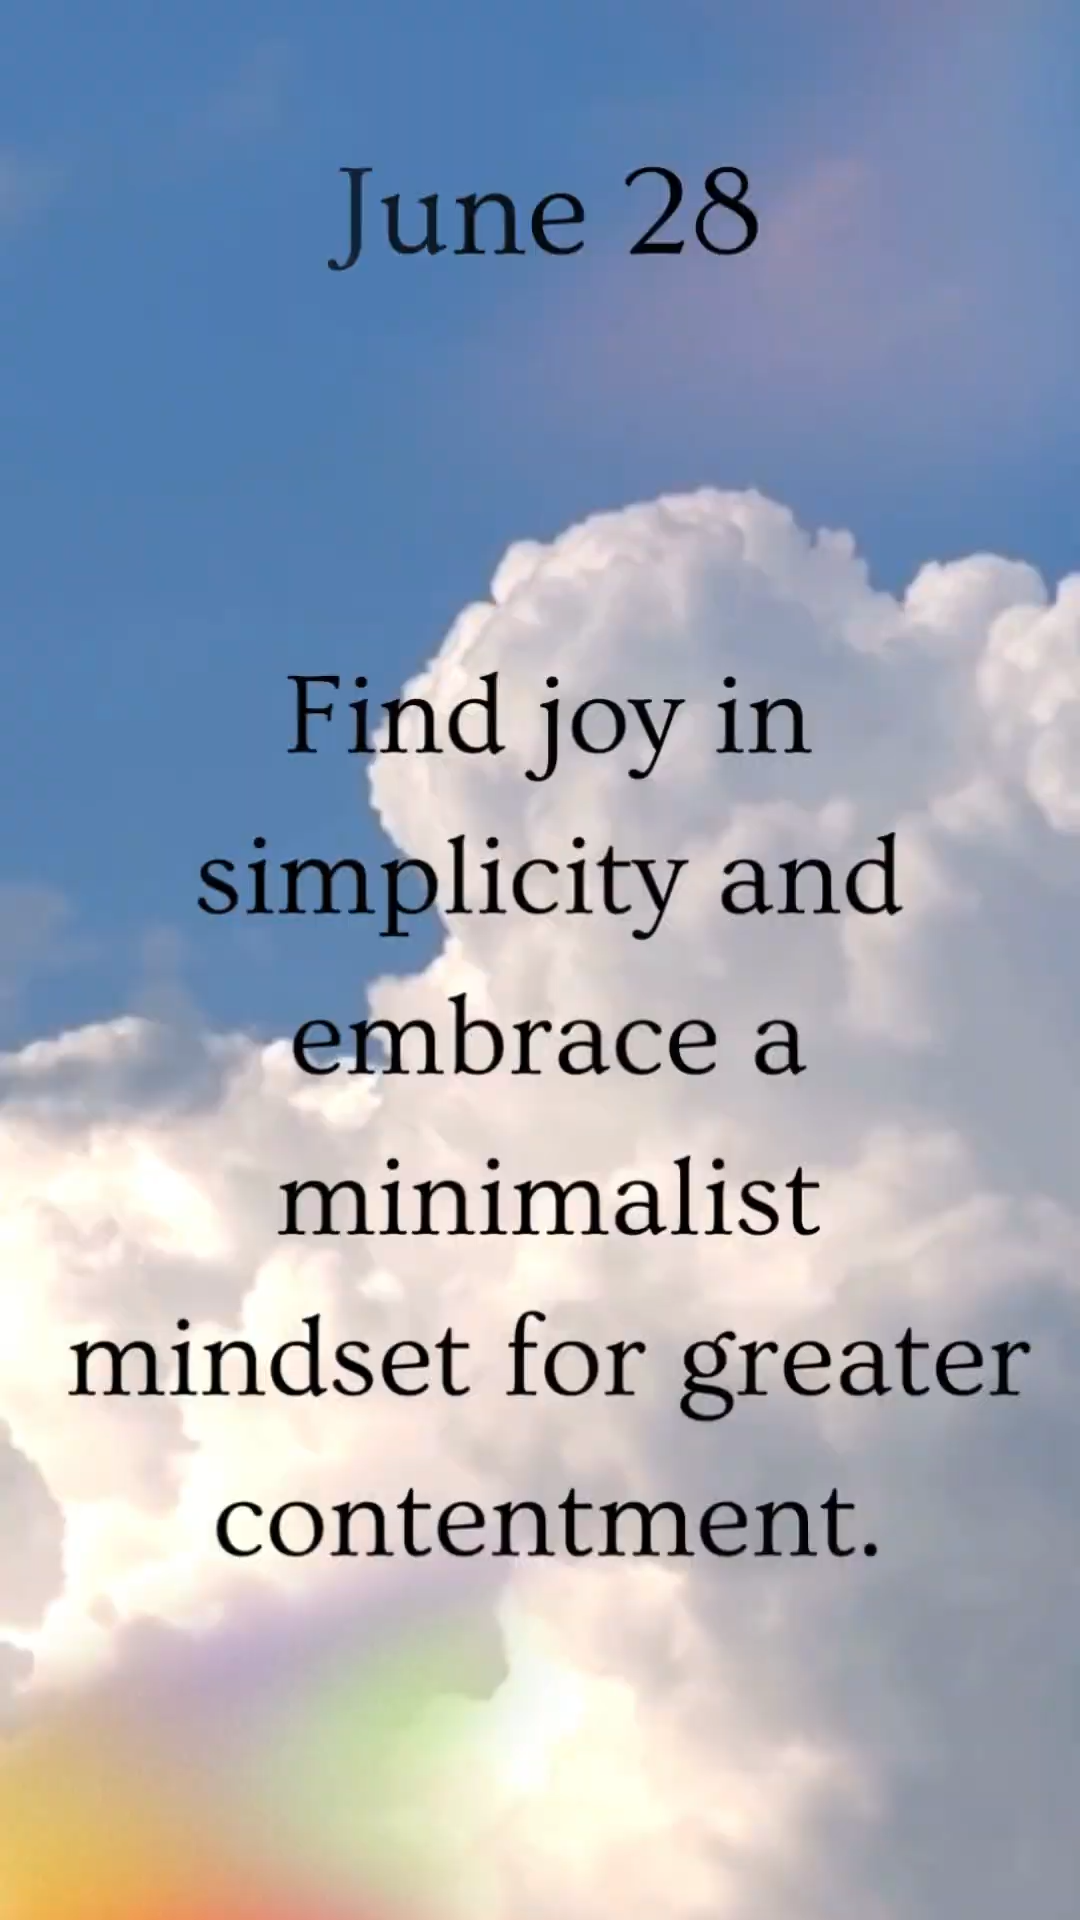 June 28
Find joy in
simplicity and
embrace a
minimalist
mindset for greater
contentment.